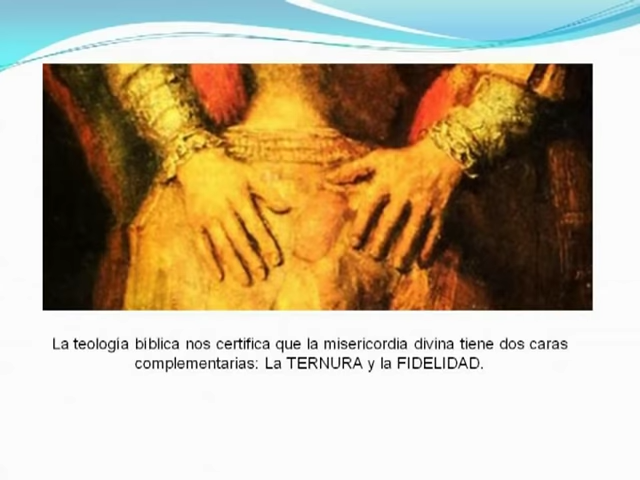 La teología bíblica nos certifica que la misericordia divina tiene dos caras
complementarias: La TERNURA y la FIDELIDAD.